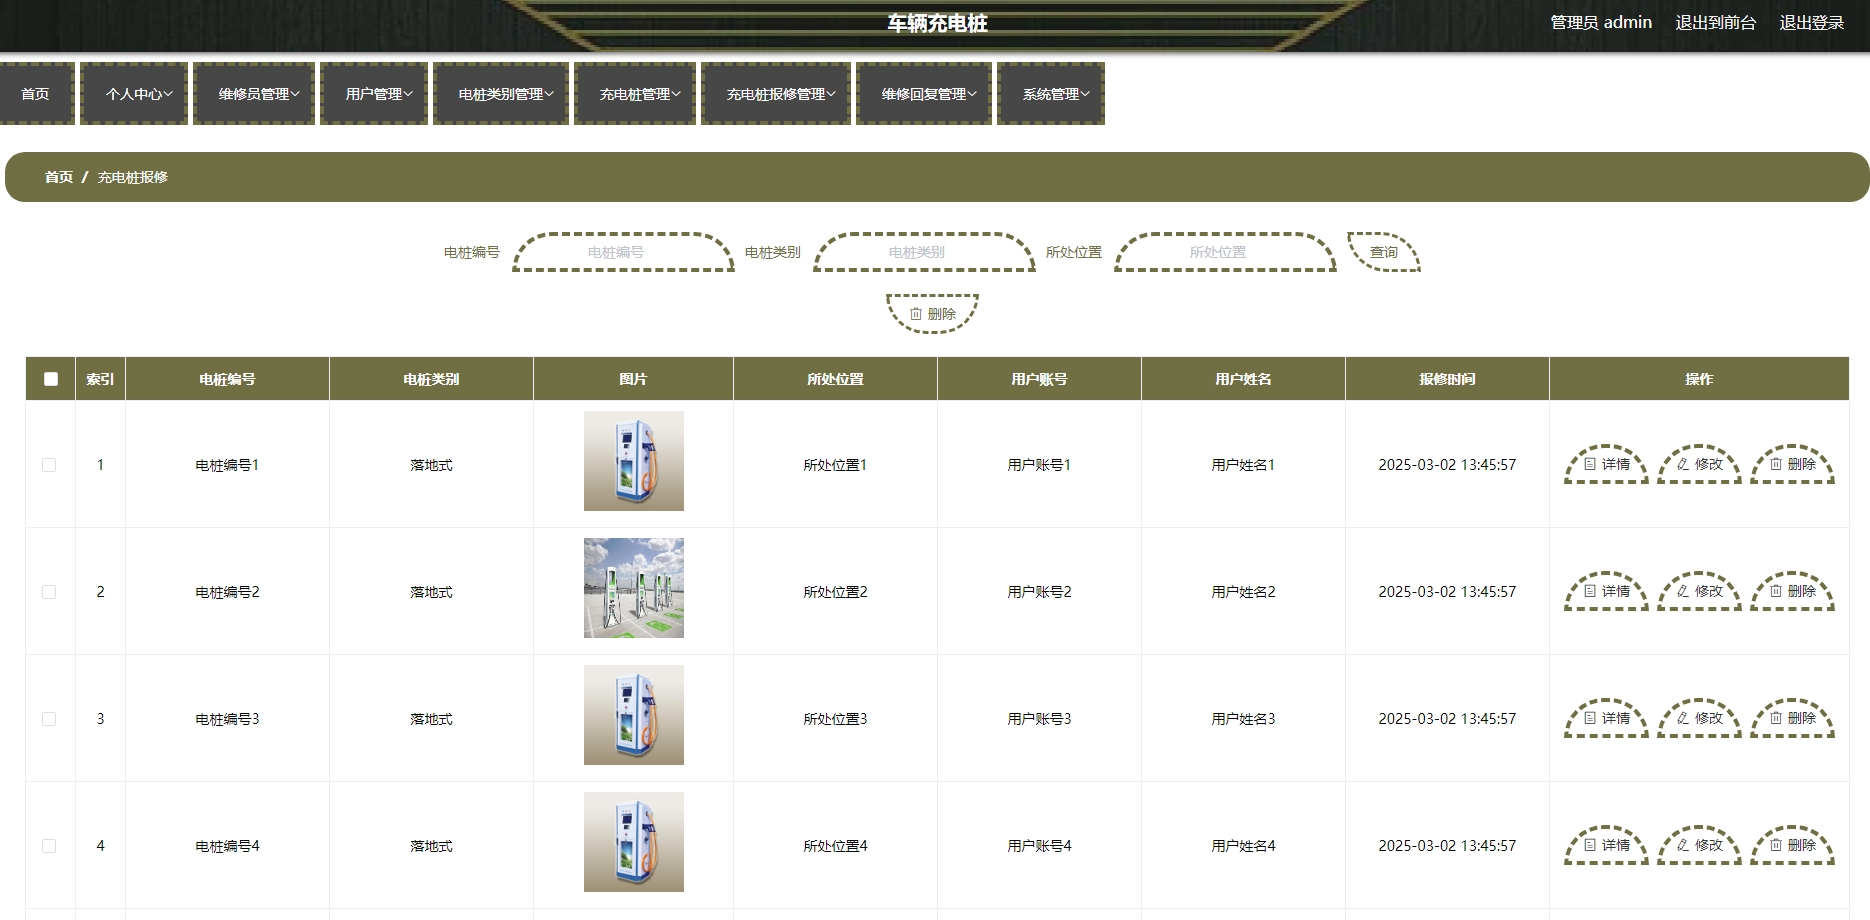 车辆充电桩
管理员 admin 退出到前台 退出登录
首页 个人中心 维修员管理 用户管理 电桩类别管理 充电桩管理 充电桩报修管理 维修回复管理 系统管理
首页 / 充电桩报修
电桩编号 电桩编号 电桩类别 电桩类别 所处位置 所处位置 查询
删除
索引 电桩编号 电桩类别 图片 所处位置 用户账号 用户姓名 报修时间 操作
1 电桩编号1 落地式 所处位置1 用户账号1 用户姓名1 2025-03-02 13:45:57 详情 修改 删除
2 电桩编号2 落地式 所处位置2 用户账号2 用户姓名2 2025-03-02 13:45:57 详情 修改 删除
3 电桩编号3 落地式 所处位置3 用户账号3 用户姓名3 2025-03-02 13:45:57 详情 修改 删除
4 电桩编号4 落地式 所处位置4 用户账号4 用户姓名4 2025-03-02 13:45:57 详情 修改 删除